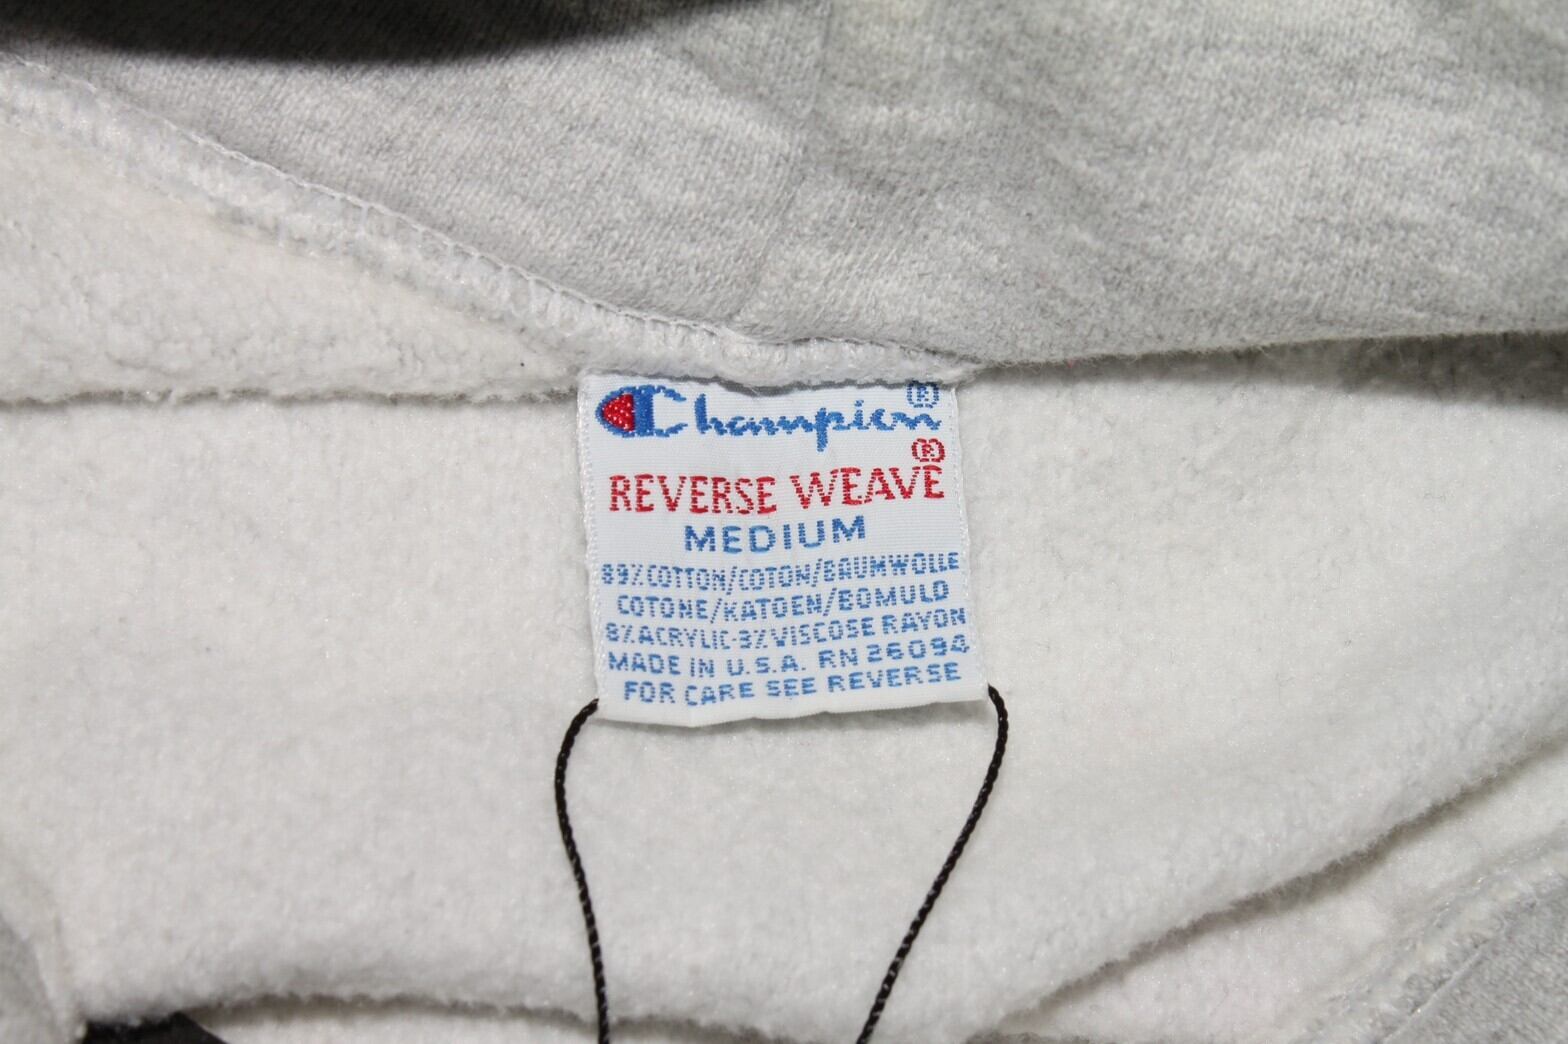 Champion®
REVERSE WEAVE®
MEDIUM
89% COTTON/COTON/BAUMWOLLE
COTONE/KATOEN/BOMULD
8% ACRYLIC-3% VISCOSE RAYON
MADE IN U.S.A. RN 26094
FOR CARE SEE REVERSE